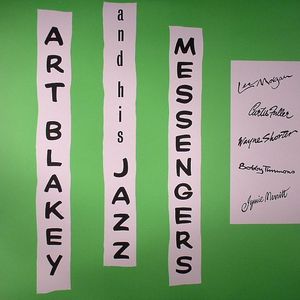 ART BLAKEY
and his JAZZ
MESSENGERS
Lee Morgan
Curtis Fuller
Wayne Shorter
Bobby Timmons
Jymie Merritt